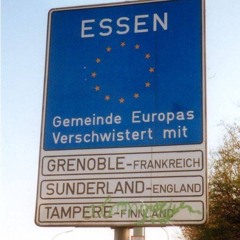 ESSEN
Gemeinde Europas
Verschwistert mit
GRENOBLE-FRANKREICH
SUNDERLAND-ENGLAND
TAMPERE-FINNLAND